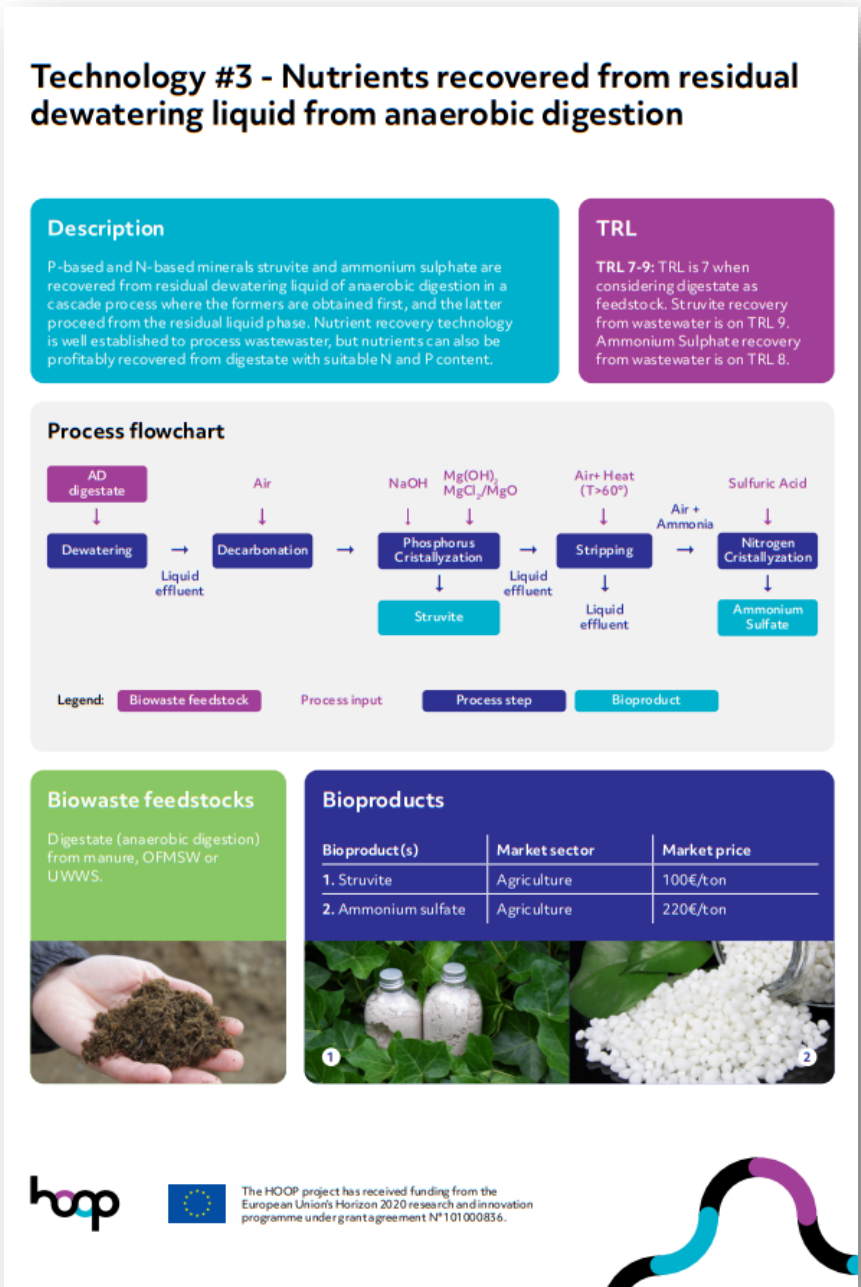 Technology #3 - Nutrients recovered from residual
dewatering liquid from anaerobic digestion
Description
P-based and N-based minerals struvite and ammonium sulphate are
recovered from residual dewatering liquid of anaerobic digestion in a
cascade process where the formers are obtained first, and the latter
proceed from the residual liquid phase. Nutrient recovery technology
is well established to process wastewaster, but nutrients can also be
profitably recovered from digestate with suitable N and P content.
TRL
TRL 7-9: TRL is 7 when
considering digestate as
feedstock. Struvite recovery
from wastewater is on TRL 9.
Ammonium Sulphate recovery
from wastewater is on TRL 8.
Process flowchart
AD
digestate
Air
NaOH
Mg(OH)2
MgCl2/MgO
Air+ Heat
(T>60°)
Sulfuric Acid
Dewatering
Liquid
effluent
Decarbonation
Phosphorus
Cristallyzation
Liquid
effluent
Stripping
Air +
Ammonia
Nitrogen
Cristallyzation
Struvite
Liquid
effluent
Ammonium
Sulfate
Legend:
Biowaste feedstock
Process input
Process step
Bioproduct
Biowaste feedstocks
Digestate (anaerobic digestion)
from manure, OFMSW or
UWWS.
Bioproducts
Bioproduct(s) Market sector Market price
1. Struvite Agriculture 100€/ton
2. Ammonium sulfate Agriculture 220€/ton
1
2
hoop
The HOOP project has received funding from the
European Union's Horizon 2020 research and innovation
programme under grant agreement N°101000836.